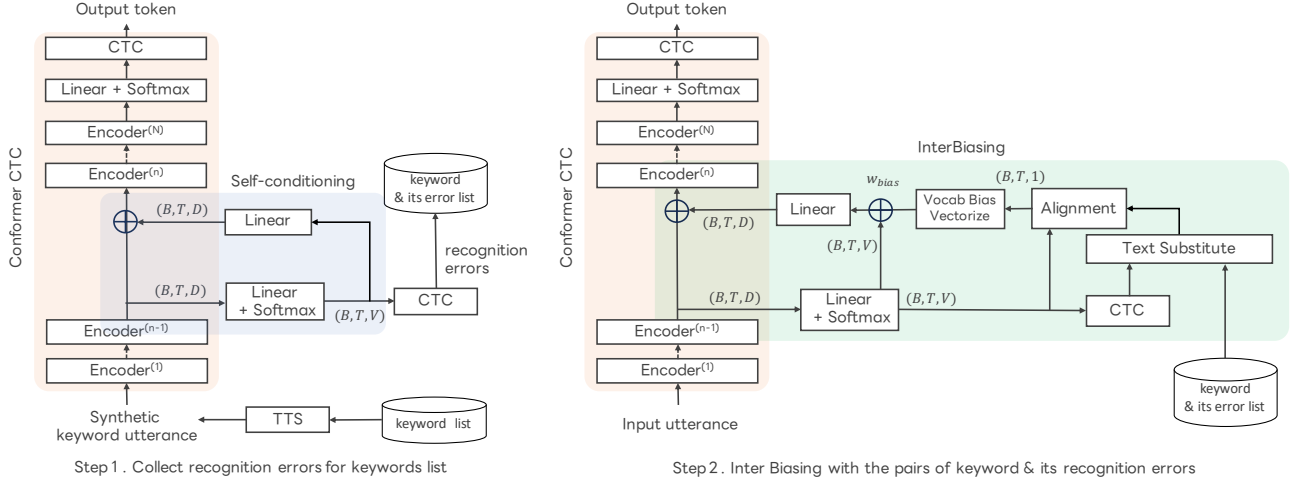 Output token
CTC
Linear + Softmax
Encoder(N)
Encoder(n)
Conformer CTC
Self-conditioning
(B,T,D)
Linear
keyword
& its error list
recognition
errors
(B,T,D)
Linear
+ Softmax
(B,T,V)
CTC
Encoder(n-1)
Encoder(1)
Synthetic
keyword utterance
TTS
keyword list
Step 1. Collect recognition errors for keywords list
Output token
CTC
Linear + Softmax
Encoder(N)
Encoder(n)
Conformer CTC
InterBiasing
(B,T,D)
Linear
w_bias
(B,T,V)
Vocab Bias
Vectorize
(B,T,1)
Alignment
Text Substitute
(B,T,D)
Linear
+ Softmax
(B,T,V)
CTC
Encoder(n-1)
Encoder(1)
keyword
& its error list
Input utterance
Step 2. Inter Biasing with the pairs of keyword & its recognition errors